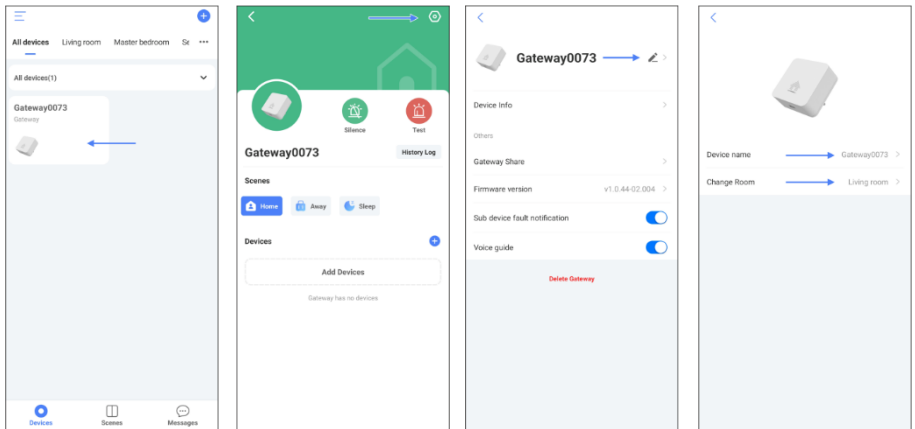 All devices Living room Master bedroom Se •••
All devices(1)
Gateway0073
Gateway
Devices Scenes Messages
Silence Test
Gateway0073 History Log
Scenes
Home Away Sleep
Devices
Add Devices
Gateway has no devices
Gateway0073
Device Info
Others
Gateway Share
Firmware version v1.0.44-02.004
Sub device fault notification
Voice guide
Delete Gateway
Device name Gateway0073
Change Room Living room